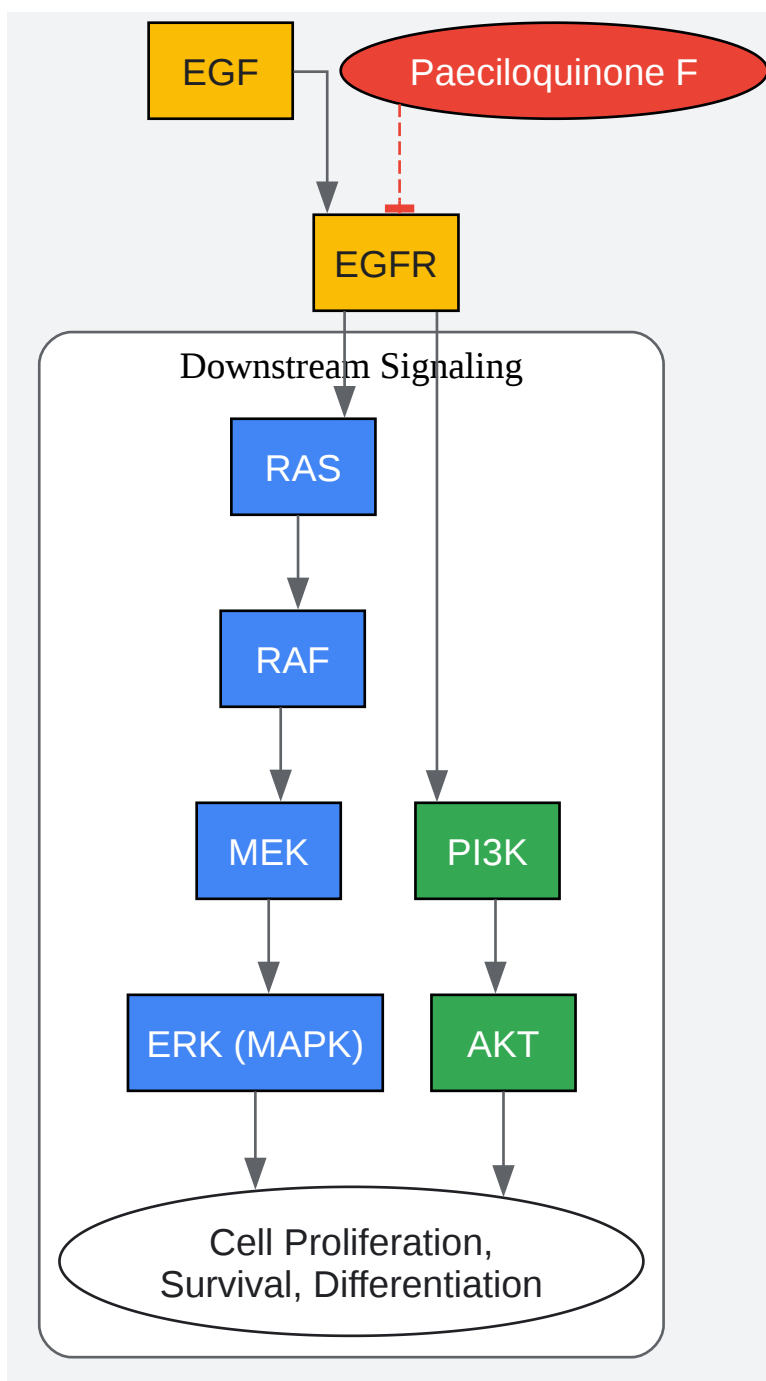 EGF
Paeciloquinone F
EGFR
Downstream Signaling
RAS
RAF
MEK
PI3K
ERK (MAPK)
AKT
Cell Proliferation,
Survival, Differentiation